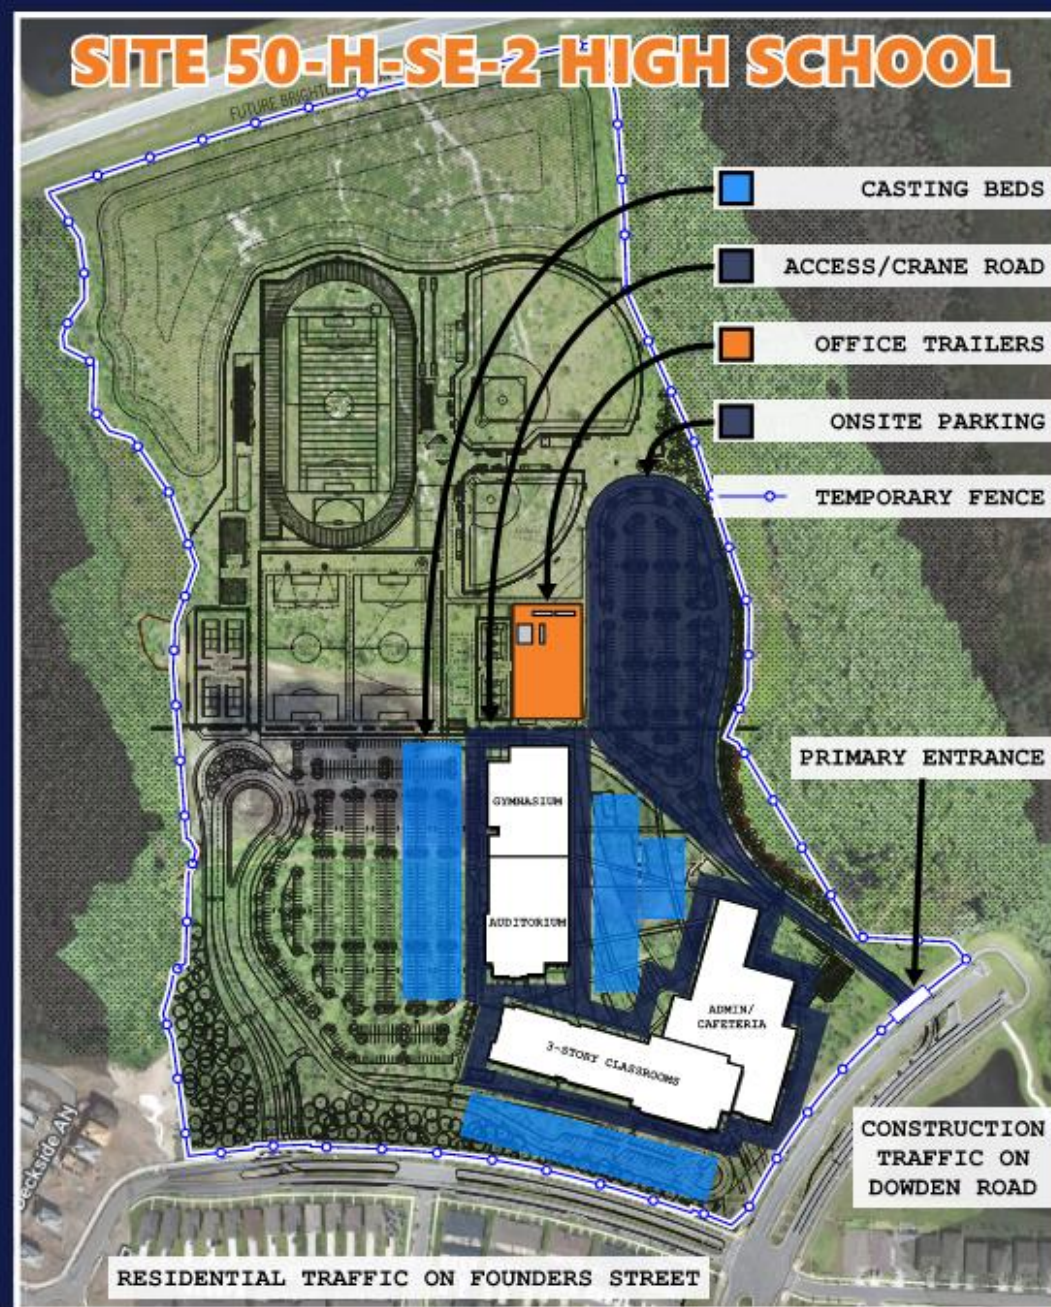 SITE 50-H-SE-2 HIGH SCHOOL
CASTING BEDS
ACCESS/CRANE ROAD
OFFICE TRAILERS
ONSITE PARKING
TEMPORARY FENCE
PRIMARY ENTRANCE
GYMNASIUM
AUDITORIUM
ADMIN/
CAFETERIA
3-STORY CLASSROOMS
CONSTRUCTION
TRAFFIC ON
DOWDEN ROAD
RESIDENTIAL TRAFFIC ON FOUNDERS STREET